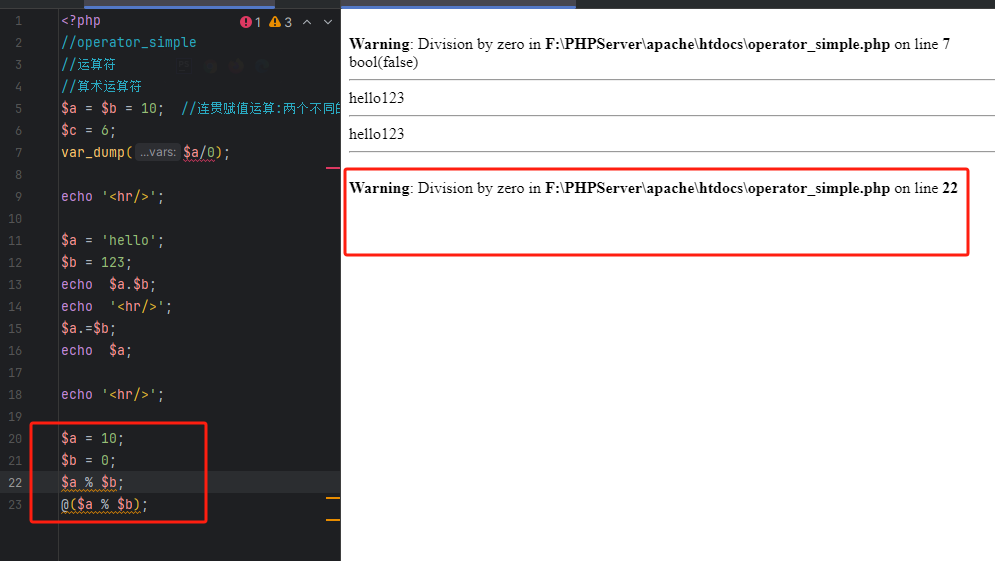 1 <?php
2 //operator_simple
3 //运算符
4 //算术运算符
5 $a = $b = 10;  //连贯赋值运算:两个不同的
6 $c = 6;
7 var_dump( ...vars: $a/0);
8
9 echo '<hr/>';
10
11 $a = 'hello';
12 $b = 123;
13 echo  $a.$b;
14 echo  '<hr/>';
15 $a.=$b;
16 echo  $a;
17
18 echo '<hr/>';
19
20 $a = 10;
21 $b = 0;
22 $a % $b;
23 @($a % $b);
1 3
Warning: Division by zero in F:\PHPServer\apache\htdocs\operator_simple.php on line 7
bool(false)
hello123
hello123
Warning: Division by zero in F:\PHPServer\apache\htdocs\operator_simple.php on line 22